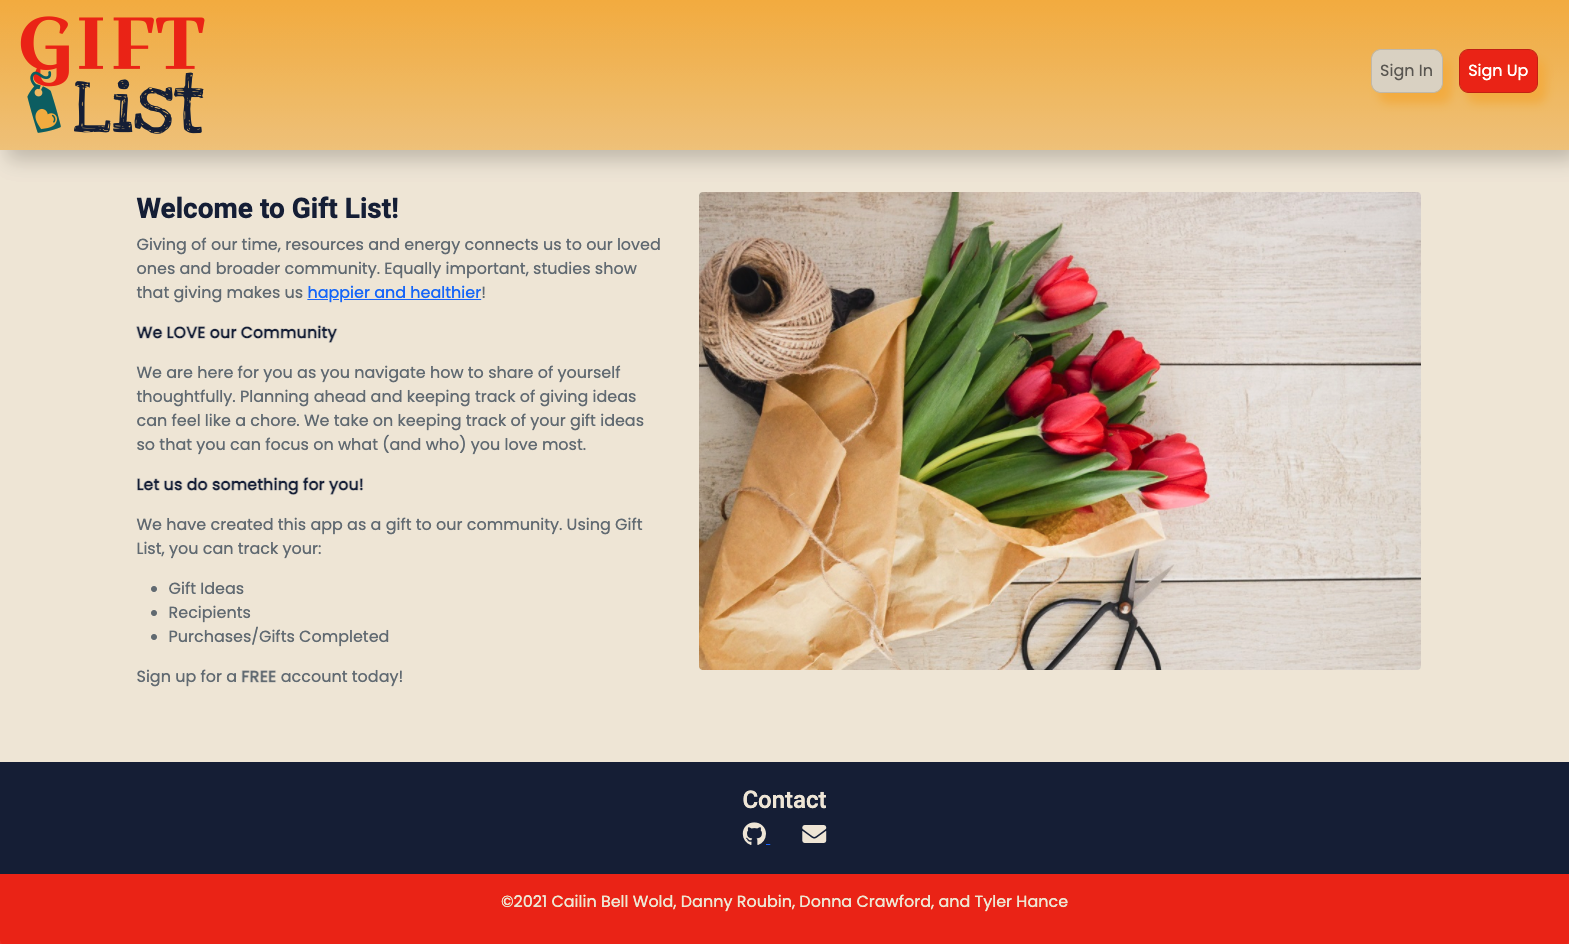 GIFT
List
Sign In
Sign Up
Welcome to Gift List!
Giving of our time, resources and energy connects us to our loved
ones and broader community. Equally important, studies show
that giving makes us happier and healthier!
We LOVE our Community
We are here for you as you navigate how to share of yourself
thoughtfully. Planning ahead and keeping track of giving ideas
can feel like a chore. We take on keeping track of your gift ideas
so that you can focus on what (and who) you love most.
Let us do something for you!
We have created this app as a gift to our community. Using Gift
List, you can track your:
• Gift Ideas
• Recipients
• Purchases/Gifts Completed
Sign up for a FREE account today!
Contact
©2021 Cailin Bell Wold, Danny Roubin, Donna Crawford, and Tyler Hance